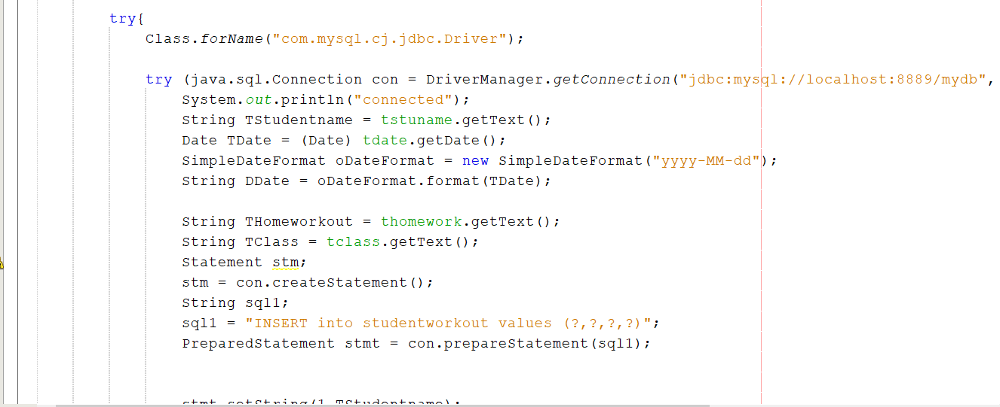 try{
Class.forName("com.mysql.cj.jdbc.Driver");
try (java.sql.Connection con = DriverManager.getConnection("jdbc:mysql://localhost:8889/mydb",
System.out.println("connected");
String TStudentname = tstuname.getText();
Date TDate = (Date) tdate.getDate();
SimpleDateFormat oDateFormat = new SimpleDateFormat("yyyy-MM-dd");
String DDate = oDateFormat.format(TDate);
String THomeworkout = thomework.getText();
String TClass = tclass.getText();
Statement stm;
stm = con.createStatement();
String sql1;
sql1 = "INSERT into studentworkout values (?,?,?,?)";
PreparedStatement stmt = con.prepareStatement(sql1);
stmt.setString(1,TStudentname);